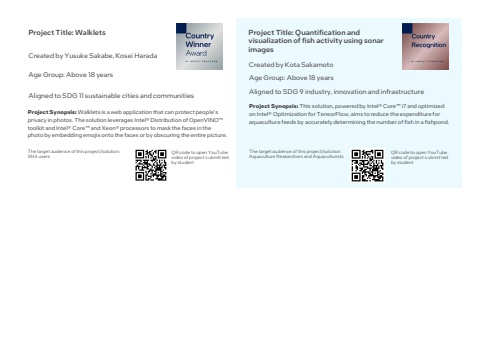 Project Title: Walklets
Country
Winner
Award
Created by Yusuke Sakabe, Kosei Harada
Age Group: Above 18 years
Aligned to SDG 11 sustainable cities and communities
Project Synopsis: Walklets is a web application that can protect people's
privacy in photos. The solution leverages Intel® Distribution of OpenVINO™
toolkit and Intel® Core™ and Xeon® processors to mask the faces in the
photo by embedding emojis onto the faces or by obscuring the entire picture.
The target audience of this project/solution:
SNS users
QR code to open YouTube
video of project submitted
by student
Project Title: Quantification and
visualization of fish activity using sonar
images
Country
Recognition
Created by Kota Sakamoto
Age Group: Above 18 years
Aligned to SDG 9 industry, innovation and infrastructure
Project Synopsis: This solution, powered by Intel® Core™ i7 and optimized
on Intel® Optimization for TensorFlow, aims to reduce the expenditure for
aquaculture feeds by accurately determining the number of fish in a fishpond.
The target audience of this project/solution:
Aquaculture Researchers and Aquaculturists
QR code to open YouTube
video of project submitted
by student